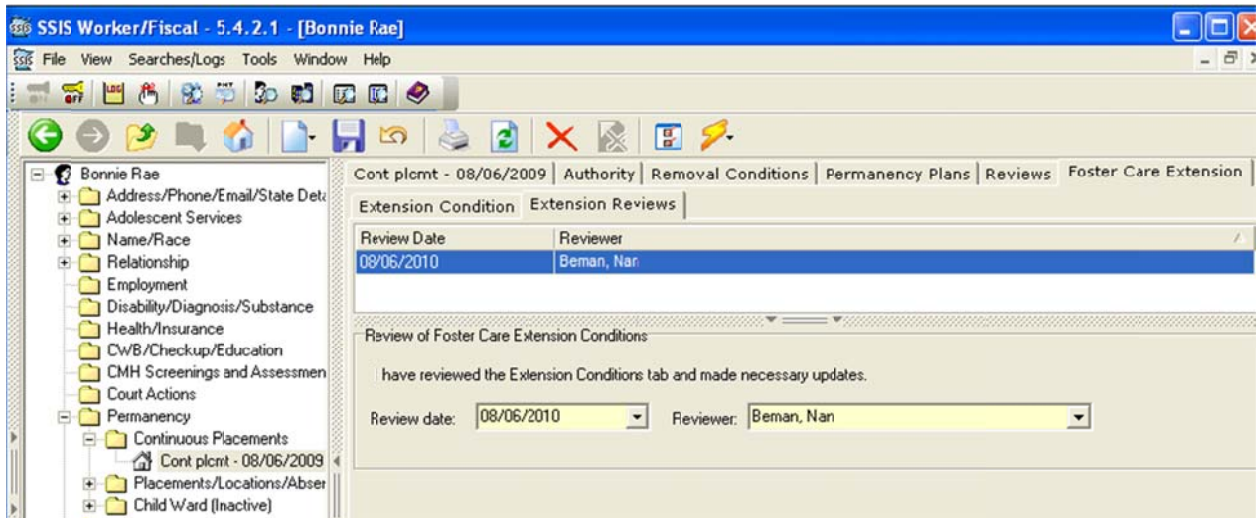 SSIS Worker/Fiscal - 5.4.2.1 - [Bonnie Rae]
File View Searches/Logs Tools Window Help
Bonnie Rae
Address/Phone/Email/State Deta
Adolescent Services
Name/Race
Relationship
Employment
Disability/Diagnosis/Substance
Health/Insurance
CWB/Checkup/Education
CMH Screenings and Assessmen
Court Actions
Permanency
Continuous Placements
Cont plcmt - 08/06/2009
Placements/Locations/Abser
Child Ward (Inactive)
Cont plcmt - 08/06/2009 Authority Removal Conditions Permanency Plans Reviews Foster Care Extension
Extension Condition Extension Reviews
Review Date Reviewer
08/06/2010 Beman, Nan
Review of Foster Care Extension Conditions
have reviewed the Extension Conditions tab and made necessary updates.
Review date: 08/06/2010 Reviewer: Beman, Nan